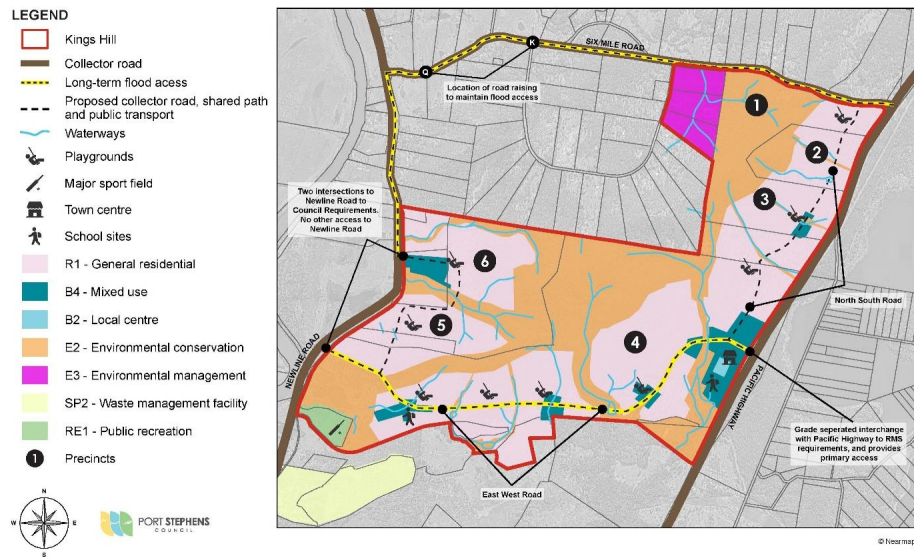 LEGEND
Kings Hill
Collector road
Long-term flood acess
Proposed collector road, shared path
and public transport
Waterways
Playgrounds
Major sport field
Town centre
School sites
R1 - General residential
B4 - Mixed use
B2 - Local centre
E2 - Environmental conservation
E3 - Environmental management
SP2 - Waste management facility
RE1 - Public recreation
1 Precincts
N
W E
S
PORT STEPHENS
COUNCIL
SIX MILE ROAD
K
Q
Location of road raising
to maintain flood access
1
2
3
Two intersections to
Newline Road to
Council Requirements.
No other access to
Newline Road
6
North South Road
5
4
NEWLINE ROAD
PACIFIC HIGHWAY
Grade seperated interchange
with Pacific Highway to RMS
requirements, and provides
primary access
East West Road
© Nearmap